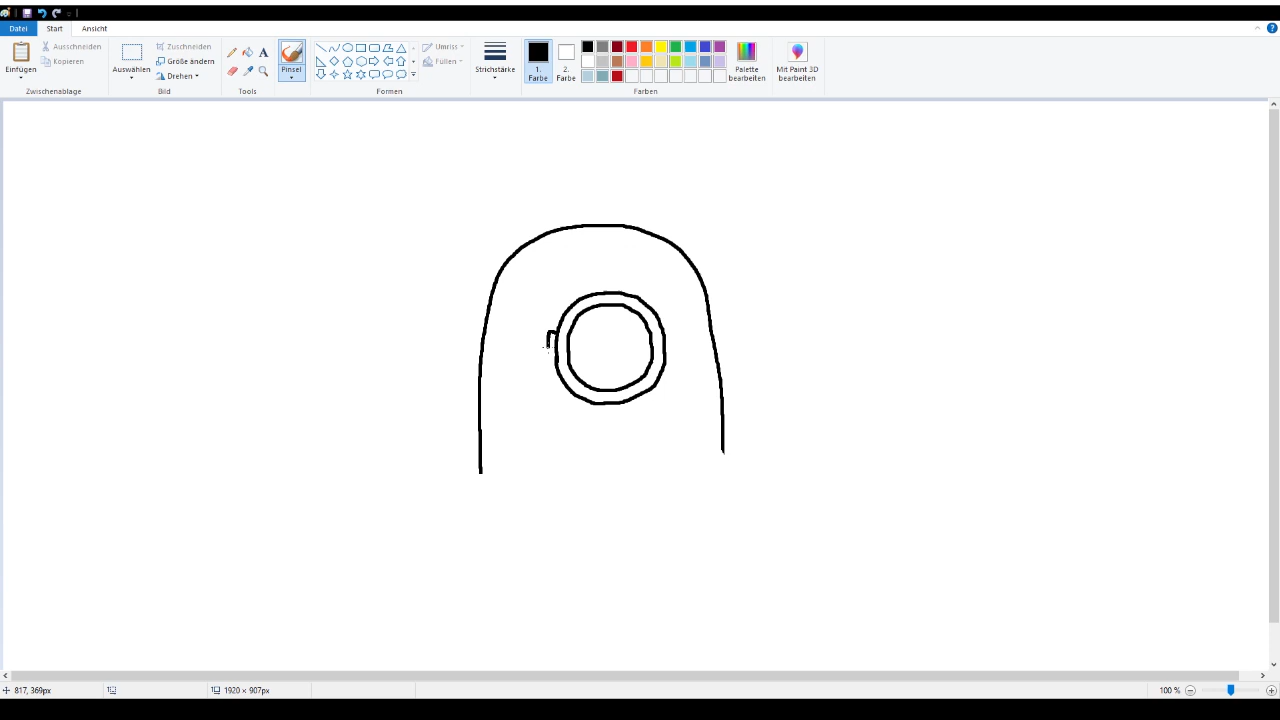 Datei Start Ansicht
Einfügen
Ausschneiden
Kopieren
Zwischenablage
Auswählen
Zuschneiden
Größe ändern
Drehen
Bild
A
Tools
Pinsel
Umriss
Füllen
Formen
Strichstärke
1.
Farbe
2.
Farbe
Palette
bearbeiten
Farben
Mit Paint 3D
bearbeiten
817, 369px
1920 × 907px
100 %